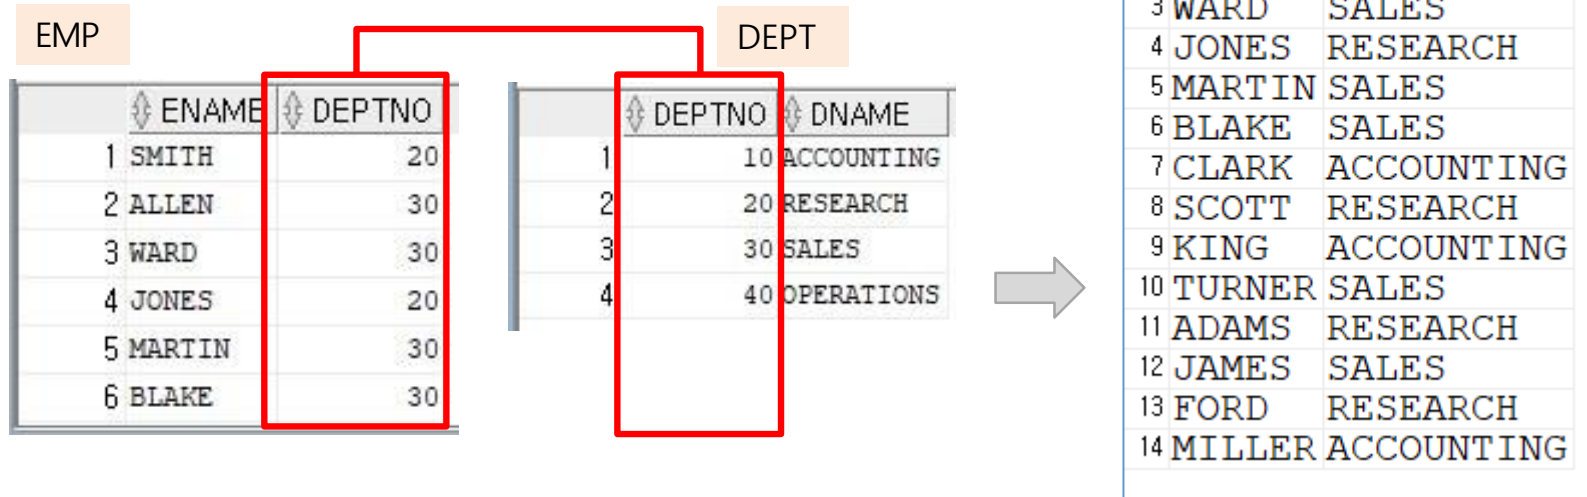 EMP
ENAME DEPTNO
1 SMITH 20
2 ALLEN 30
3 WARD 30
4 JONES 20
5 MARTIN 30
6 BLAKE 30
DEPT
DEPTNO DNAME
1 10 ACCOUNTING
2 20 RESEARCH
3 30 SALES
4 40 OPERATIONS
3 WARD SALES
4 JONES RESEARCH
5 MARTIN SALES
6 BLAKE SALES
7 CLARK ACCOUNTING
8 SCOTT RESEARCH
9 KING ACCOUNTING
10 TURNER SALES
11 ADAMS RESEARCH
12 JAMES SALES
13 FORD RESEARCH
14 MILLER ACCOUNTING